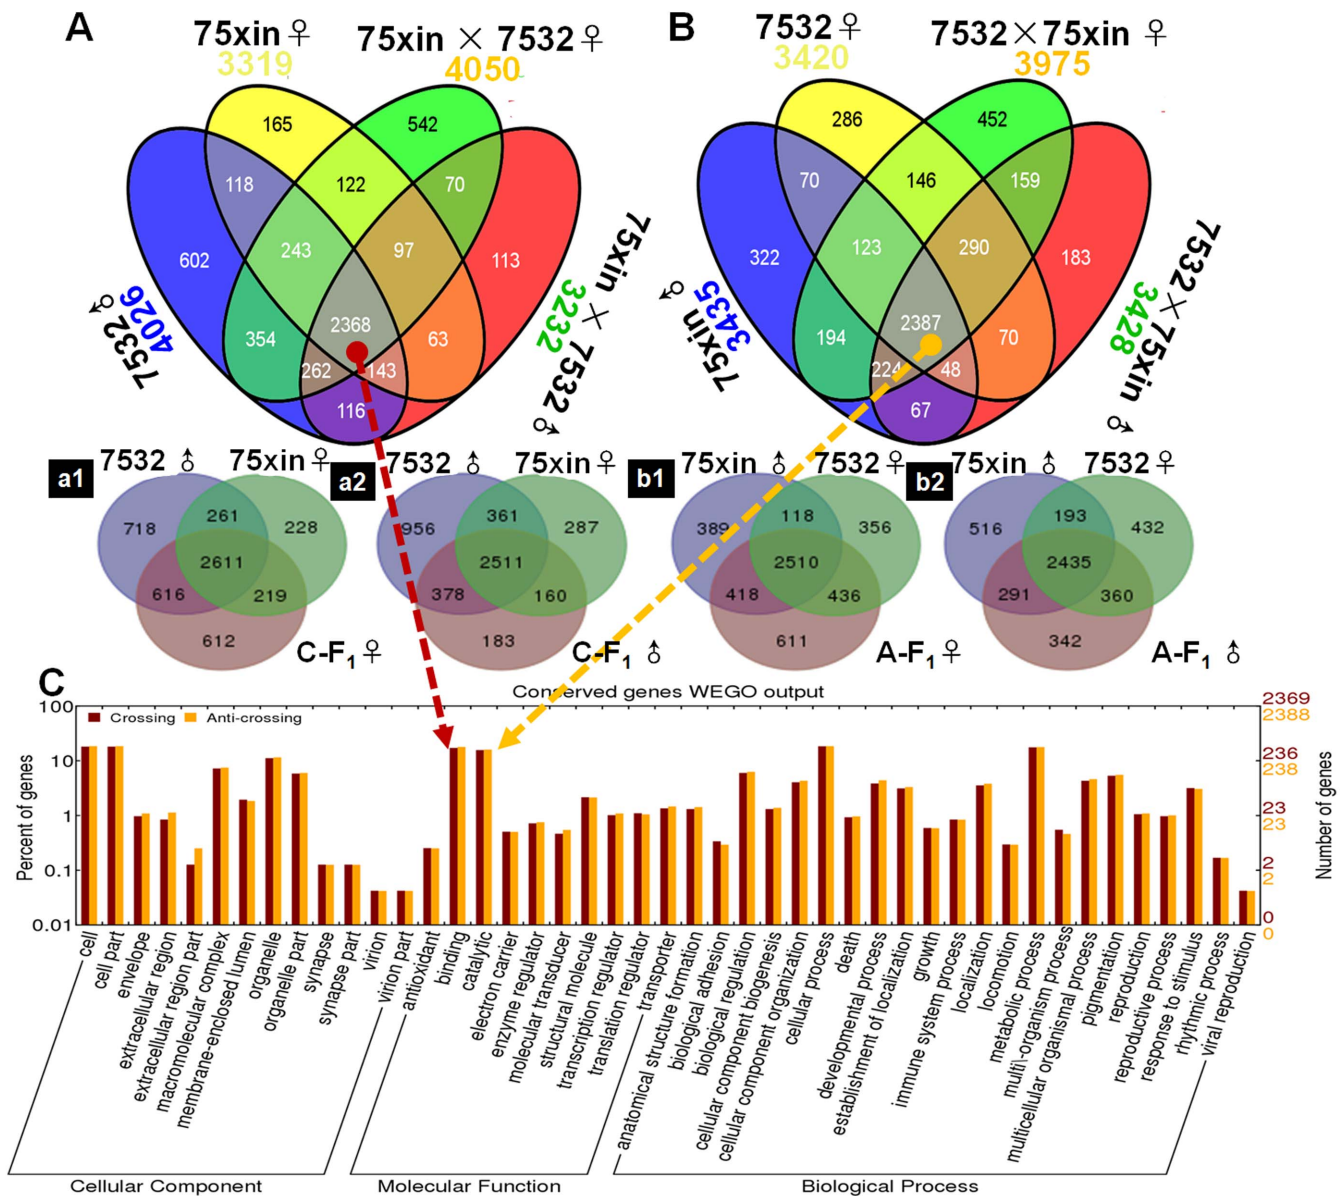 A
75xin ♀
3319
75xin × 7532 ♀
4050
165
542
118
122
70
602
243
97
113
354
2368
63
262
143
116
7532 ♂
4026
75xin × 7532 ♂
3232
B
7532 ♀
3420
7532×75xin ♀
3975
286
452
70
146
159
322
123
290
183
194
2387
70
224
48
67
75xin ♂
3435
7532×75xin ♂
3428
a1
7532 ♂ 75xin ♀
261
718
228
2611
616
219
612
C-F1 ♀
a2
7532 ♂ 75xin ♀
361
956
287
2511
378
160
183
C-F1 ♂
b1
75xin ♂ 7532 ♀
118
389
356
2510
418
436
611
A-F1 ♀
b2
75xin ♂ 7532 ♀
193
516
432
2435
291
360
342
A-F1 ♂
C
Conserved genes WEGO output
Crossing Anti-crossing
Percent of genes
100
10
1
0.1
0.01
2369
2388
236
238
23
23
2
2
0
0
Number of genes
cell
cell part
envelope
extracellular region
extracellular region part
macromolecular complex
membrane-enclosed lumen
organelle
organelle part
synapse
synapse part
virion
virion part
antioxidant
binding
catalytic
electron carrier
enzyme regulator
molecular transducer
structural molecule
transcription regulator
translation regulator
transporter
anatomical structure formation
biological adhesion
biological regulation
cellular component biogenesis
cellular component organization
cellular process
death
developmental process
establishment of localization
growth
immune system process
localization
locomotion
metabolic process
multi\-organism process
multicellular organismal process
pigmentation
reproduction
reproductive process
response to stimulus
rhythmic process
viral reproduction
Cellular Component
Molecular Function
Biological Process